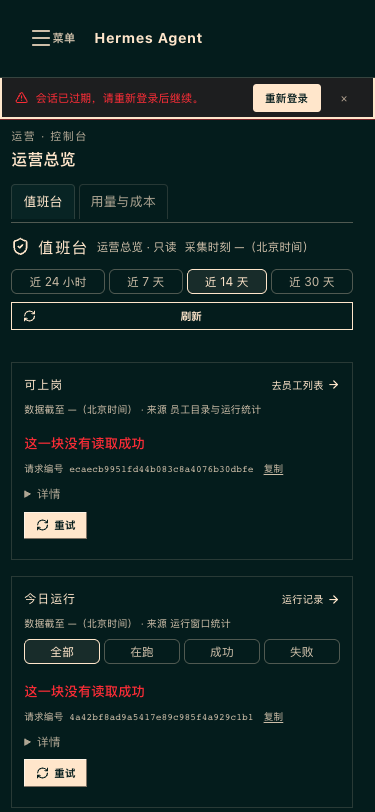 菜单 Hermes Agent
会话已过期，请重新登录后继续。 重新登录 ×
运营 · 控制台
运营总览
值班台 用量与成本
值班台 运营总览 · 只读 采集时刻 —（北京时间）
近 24 小时 近 7 天 近 14 天 近 30 天
刷新
可上岗 去员工列表 →
数据截至 —（北京时间） · 来源 员工目录与运行统计
这一块没有读取成功
请求编号 ecaecb9951fd44b083c8a4076b30dbfe 复制
▶ 详情
重试
今日运行 运行记录 →
数据截至 —（北京时间） · 来源 运行窗口统计
全部 在跑 成功 失败
这一块没有读取成功
请求编号 4a42bf8ad9a5417e89c985f4a929c1b1 复制
▶ 详情
重试